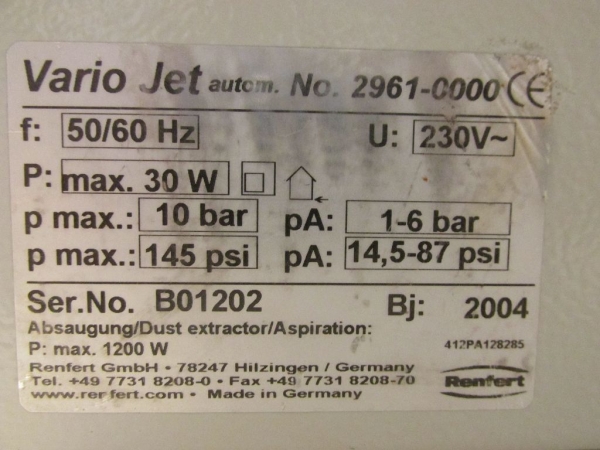 Vario Jet autom. No. 2961-0000 CE
f: 50/60 Hz U: 230V~
P: max. 30 W
p max.: 10 bar pA: 1-6 bar
p max.: 145 psi pA: 14,5-87 psi
Ser.No. B01202 Bj: 2004
Absaugung/Dust extractor/Aspiration:
P: max. 1200 W 412PA128285
Renfert GmbH • 78247 Hilzingen / Germany
Tel. +49 7731 8208-0 • Fax +49 7731 8208-70
www.renfert.com • Made in Germany
Renfert